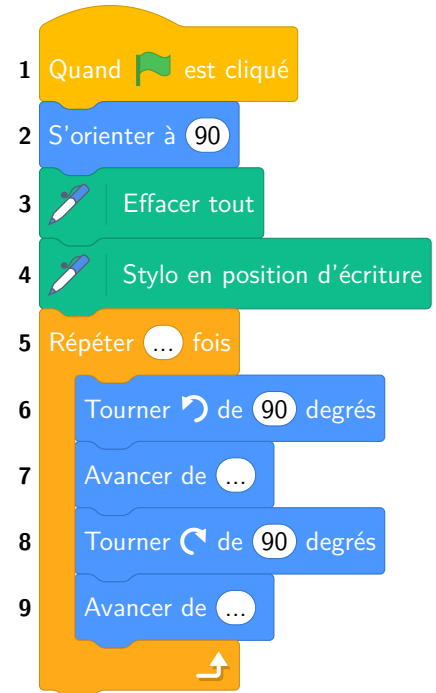 1 Quand est cliqué
2 S'orienter à 90
3 Effacer tout
4 Stylo en position d'écriture
5 Répéter ... fois
6 Tourner de 90 degrés
7 Avancer de ...
8 Tourner de 90 degrés
9 Avancer de ...